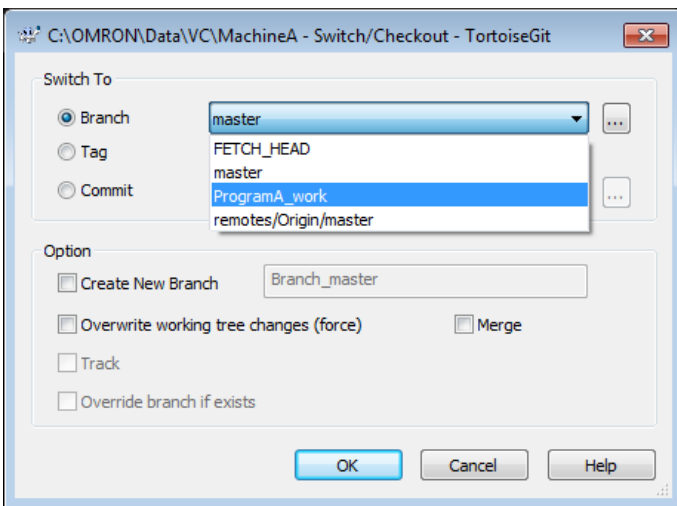 C:\OMRON\Data\VC\MachineA - Switch/Checkout - TortoiseGit
Switch To
Branch
master
...
FETCH_HEAD
Tag
master
Commit
ProgramA_work
...
remotes/Origin/master
Option
Create New Branch
Branch_master
Overwrite working tree changes (force)
Merge
Track
Override branch if exists
OK
Cancel
Help